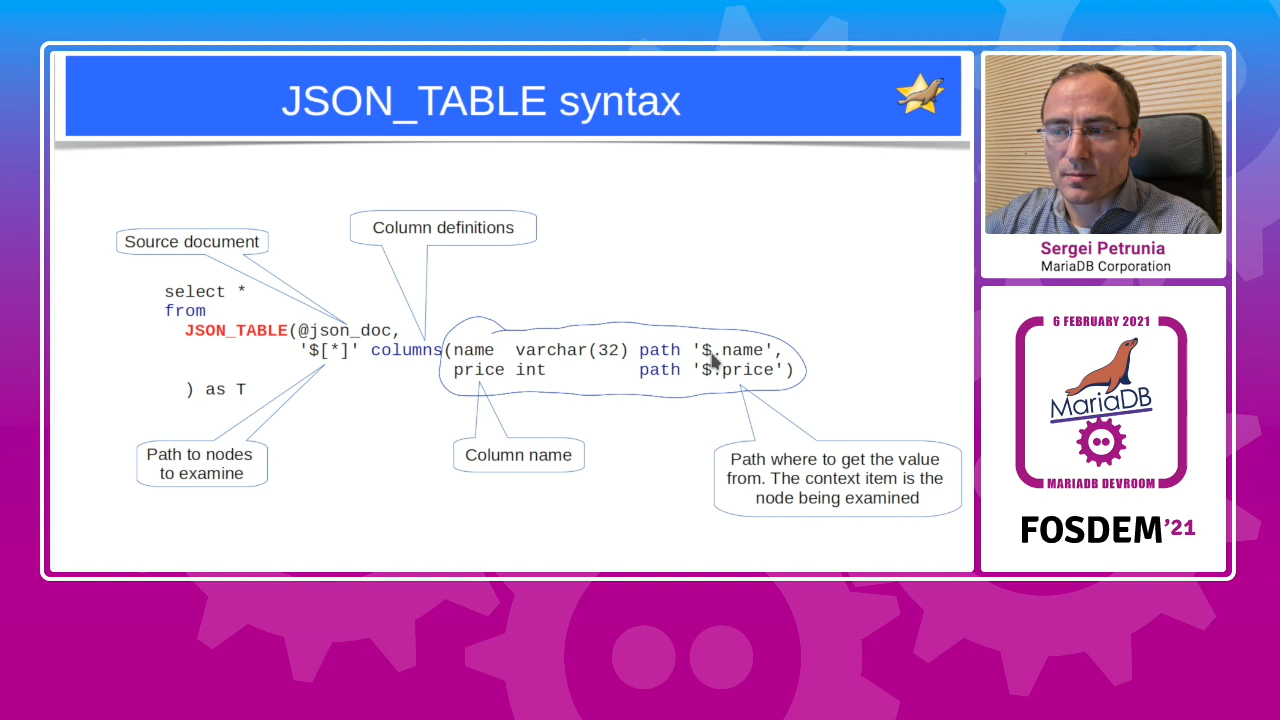 JSON_TABLE syntax
Source document
Column definitions
select *
from
JSON_TABLE(@json_doc,
'$[*]' columns(name varchar(32) path '$.name',
price int path '$.price')
) as T
Path to nodes
to examine
Column name
Path where to get the value
from. The context item is the
node being examined
Sergei Petrunia
MariaDB Corporation
6 FEBRUARY 2021
MariaDB
MARIADB DEVROOM
FOSDEM'21